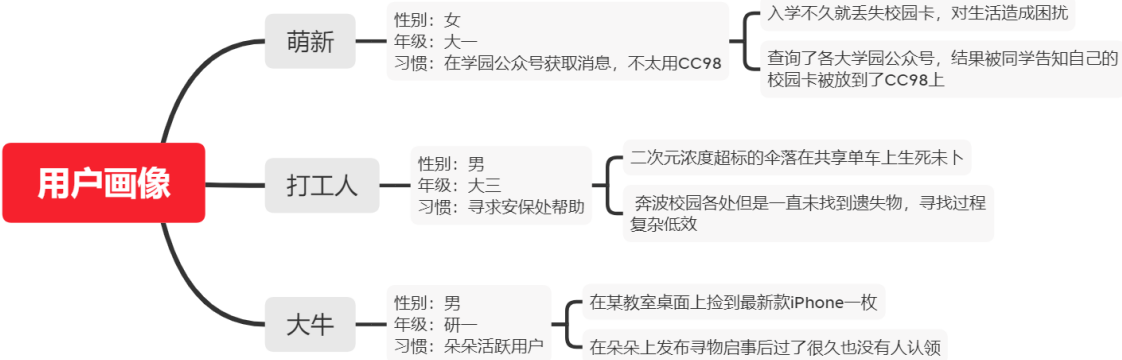 用户画像
萌新
性别：女
年级：大一
习惯：在学园公众号获取消息，不太用CC98
入学不久就丢失校园卡，对生活造成困扰
查询了各大学园公众号，结果被同学告知自己的
校园卡被放到了CC98上
打工人
性别：男
年级：大三
习惯：寻求安保处帮助
二次元浓度超标的伞落在共享单车上生死未卜
奔波校园各处但是一直未找到遗失物，寻找过程
复杂低效
大牛
性别：男
年级：研一
习惯：朵朵活跃用户
在某教室桌面上捡到最新款iPhone一枚
在朵朵上发布寻物启事后过了很久也没有人认领